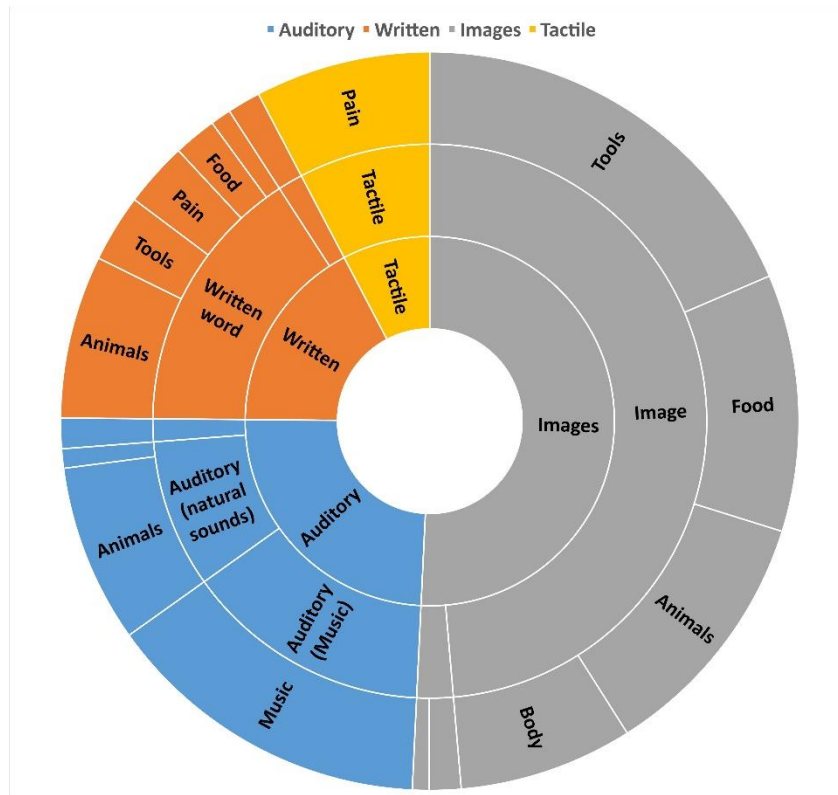 Auditory Written Images Tactile
Pain
Tactile
Tactile
Tools
Food
Animals
Body
Image
Images
Food
Pain
Tools
Animals
Written
word
Written
Auditory
(natural
sounds)
Auditory
Animals
Auditory
(Music)
Music